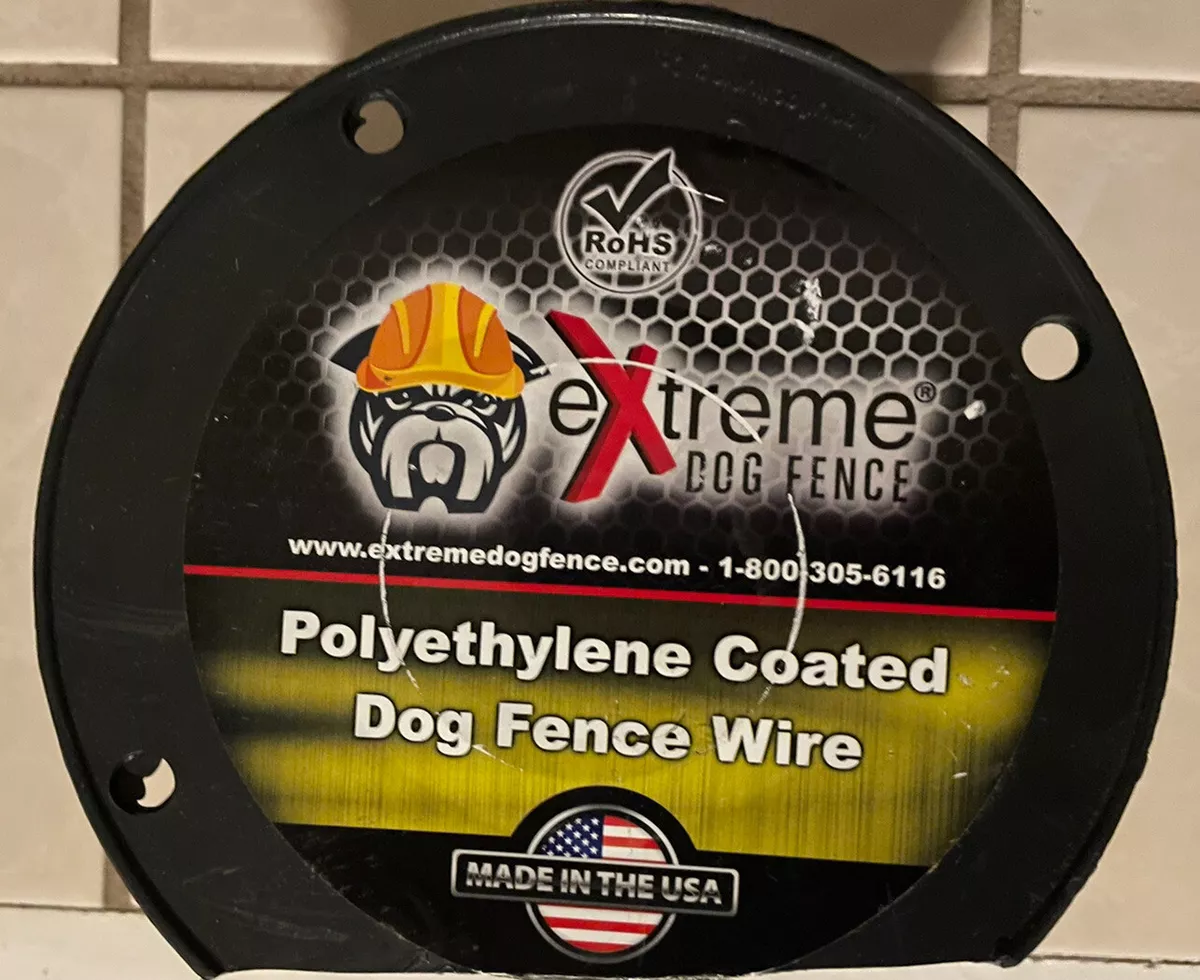 RoHS
COMPLIANT
eXtreme®
DOG FENCE
www.extremedogfence.com - 1-800-305-6116
Polyethylene Coated
Dog Fence Wire
MADE IN THE USA